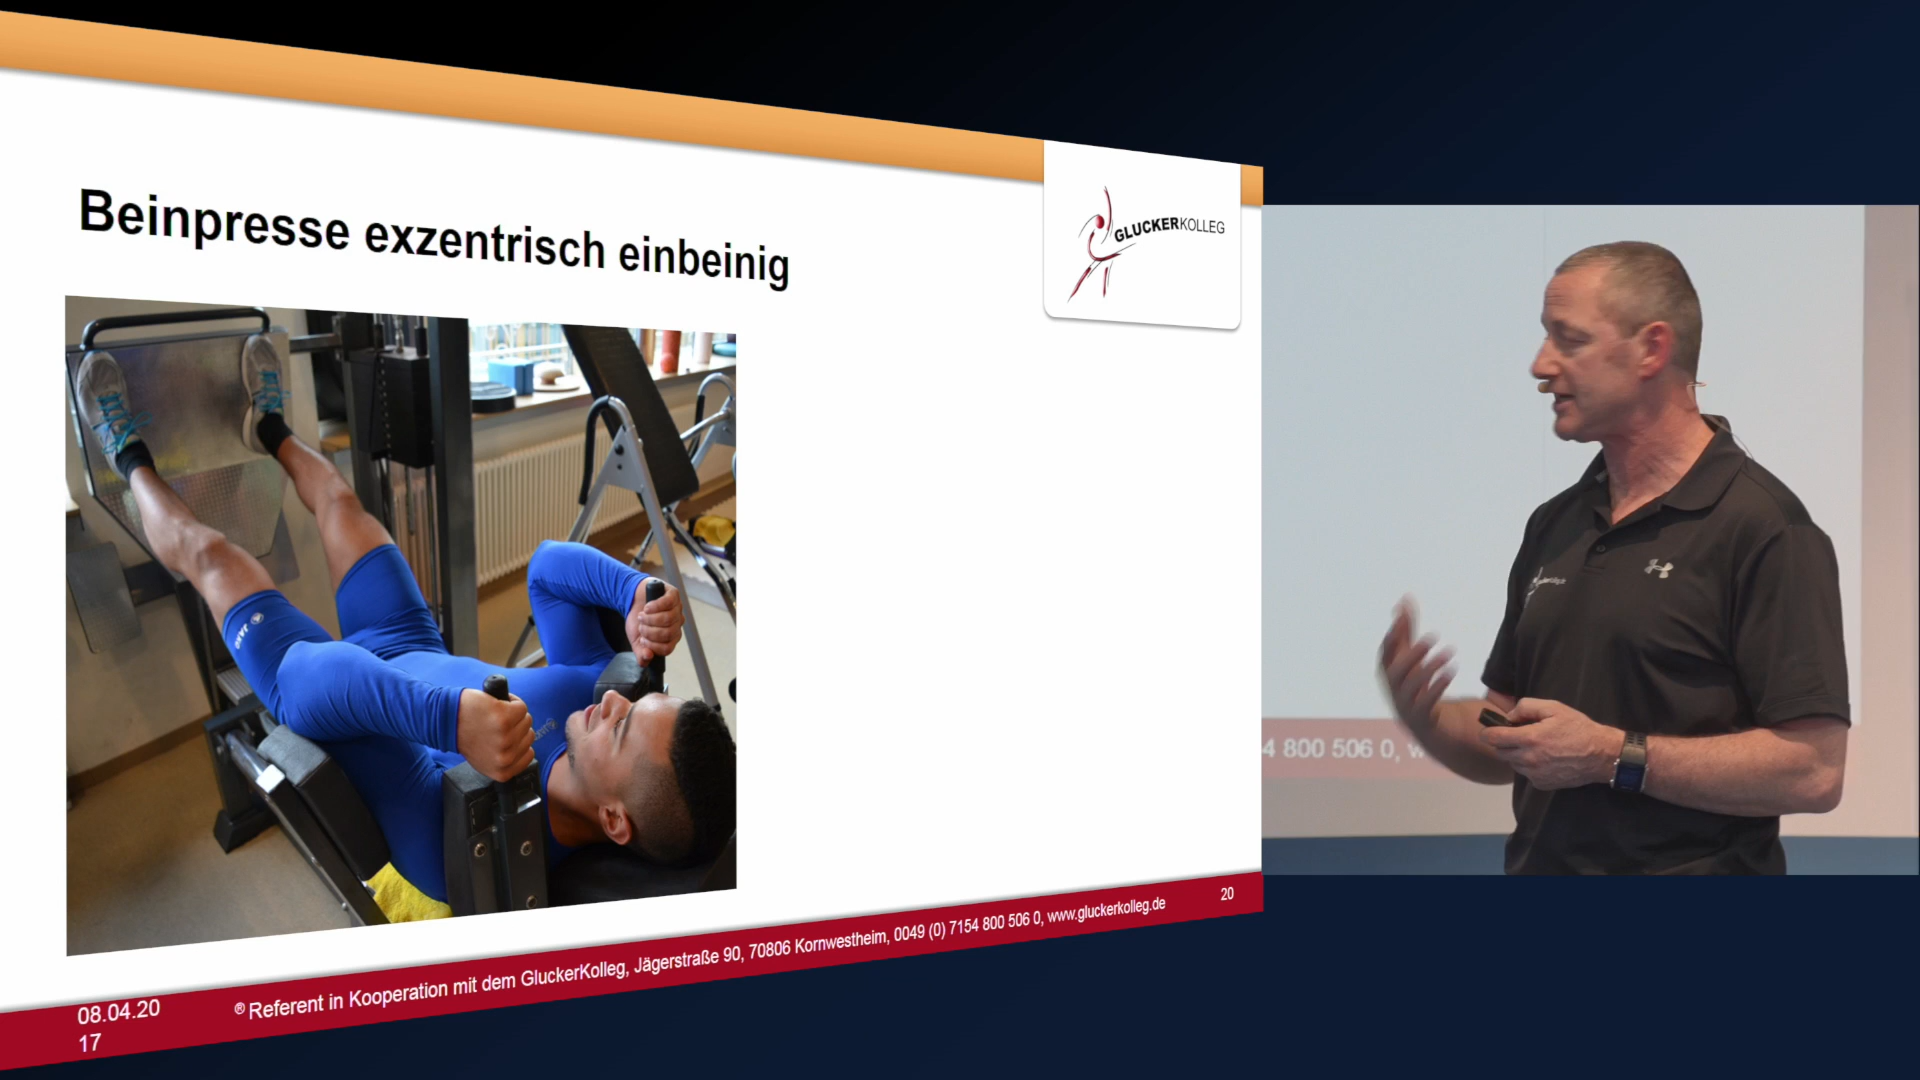 Beinpresse exzentrisch einbeinig
GLUCKERKOLLEG
JAKO
08.04.20
17
® Referent in Kooperation mit dem GluckerKolleg, Jägerstraße 90, 70806 Kornwestheim, 0049 (0) 7154 800 506 0, www.gluckerkolleg.de
20
4 800 506 0, w